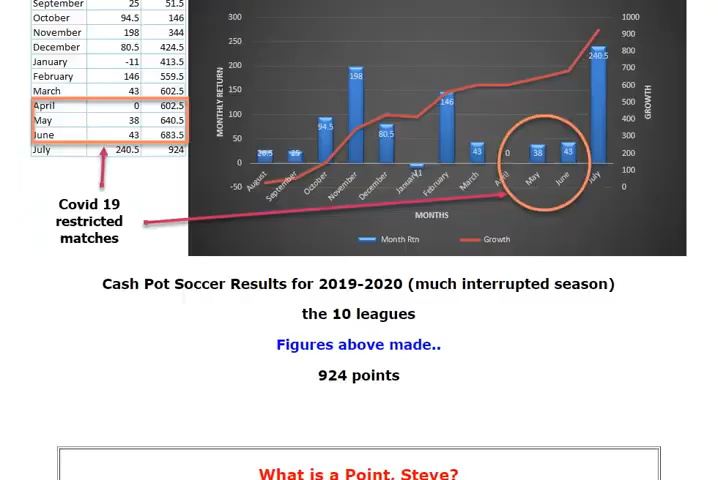 September 25 51.5
October 94.5 146
November 198 344
December 80.5 424.5
January -11 413.5
February 146 559.5
March 43 602.5
April 0 602.5
May 38 640.5
June 43 683.5
July 240.5 924
Covid 19
restricted
matches
MONTHLY RETURN
300
250
200
150
100
50
0
-50
26.5
25
94.5
198
80.5
-11
146
43
0
38
43
240.5
August
September
October
November
December
January
February
March
April
May
June
July
1000
900
800
700
600
500
400
300
200
100
0
GROWTH
MONTHS
Month Rtn
Growth
Cash Pot Soccer Results for 2019-2020 (much interrupted season)
the 10 leagues
Figures above made..
924 points
What is a Point, Steve?